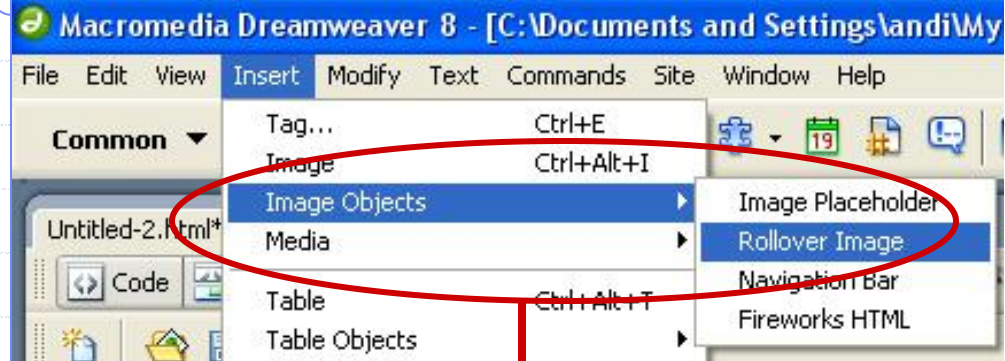 Macromedia Dreamweaver 8 - [C:\Documents and Settings\andi\My
File Edit View Insert Modify Text Commands Site Window Help
Common
Tag... Ctrl+E
19
Image Ctrl+Alt+I
Image Objects
Image Placeholder
Untitled-2.html*
Media
Rollover Image
Code
Navigation Bar
Table Ctrl+Alt+T
Fireworks HTML
Table Objects